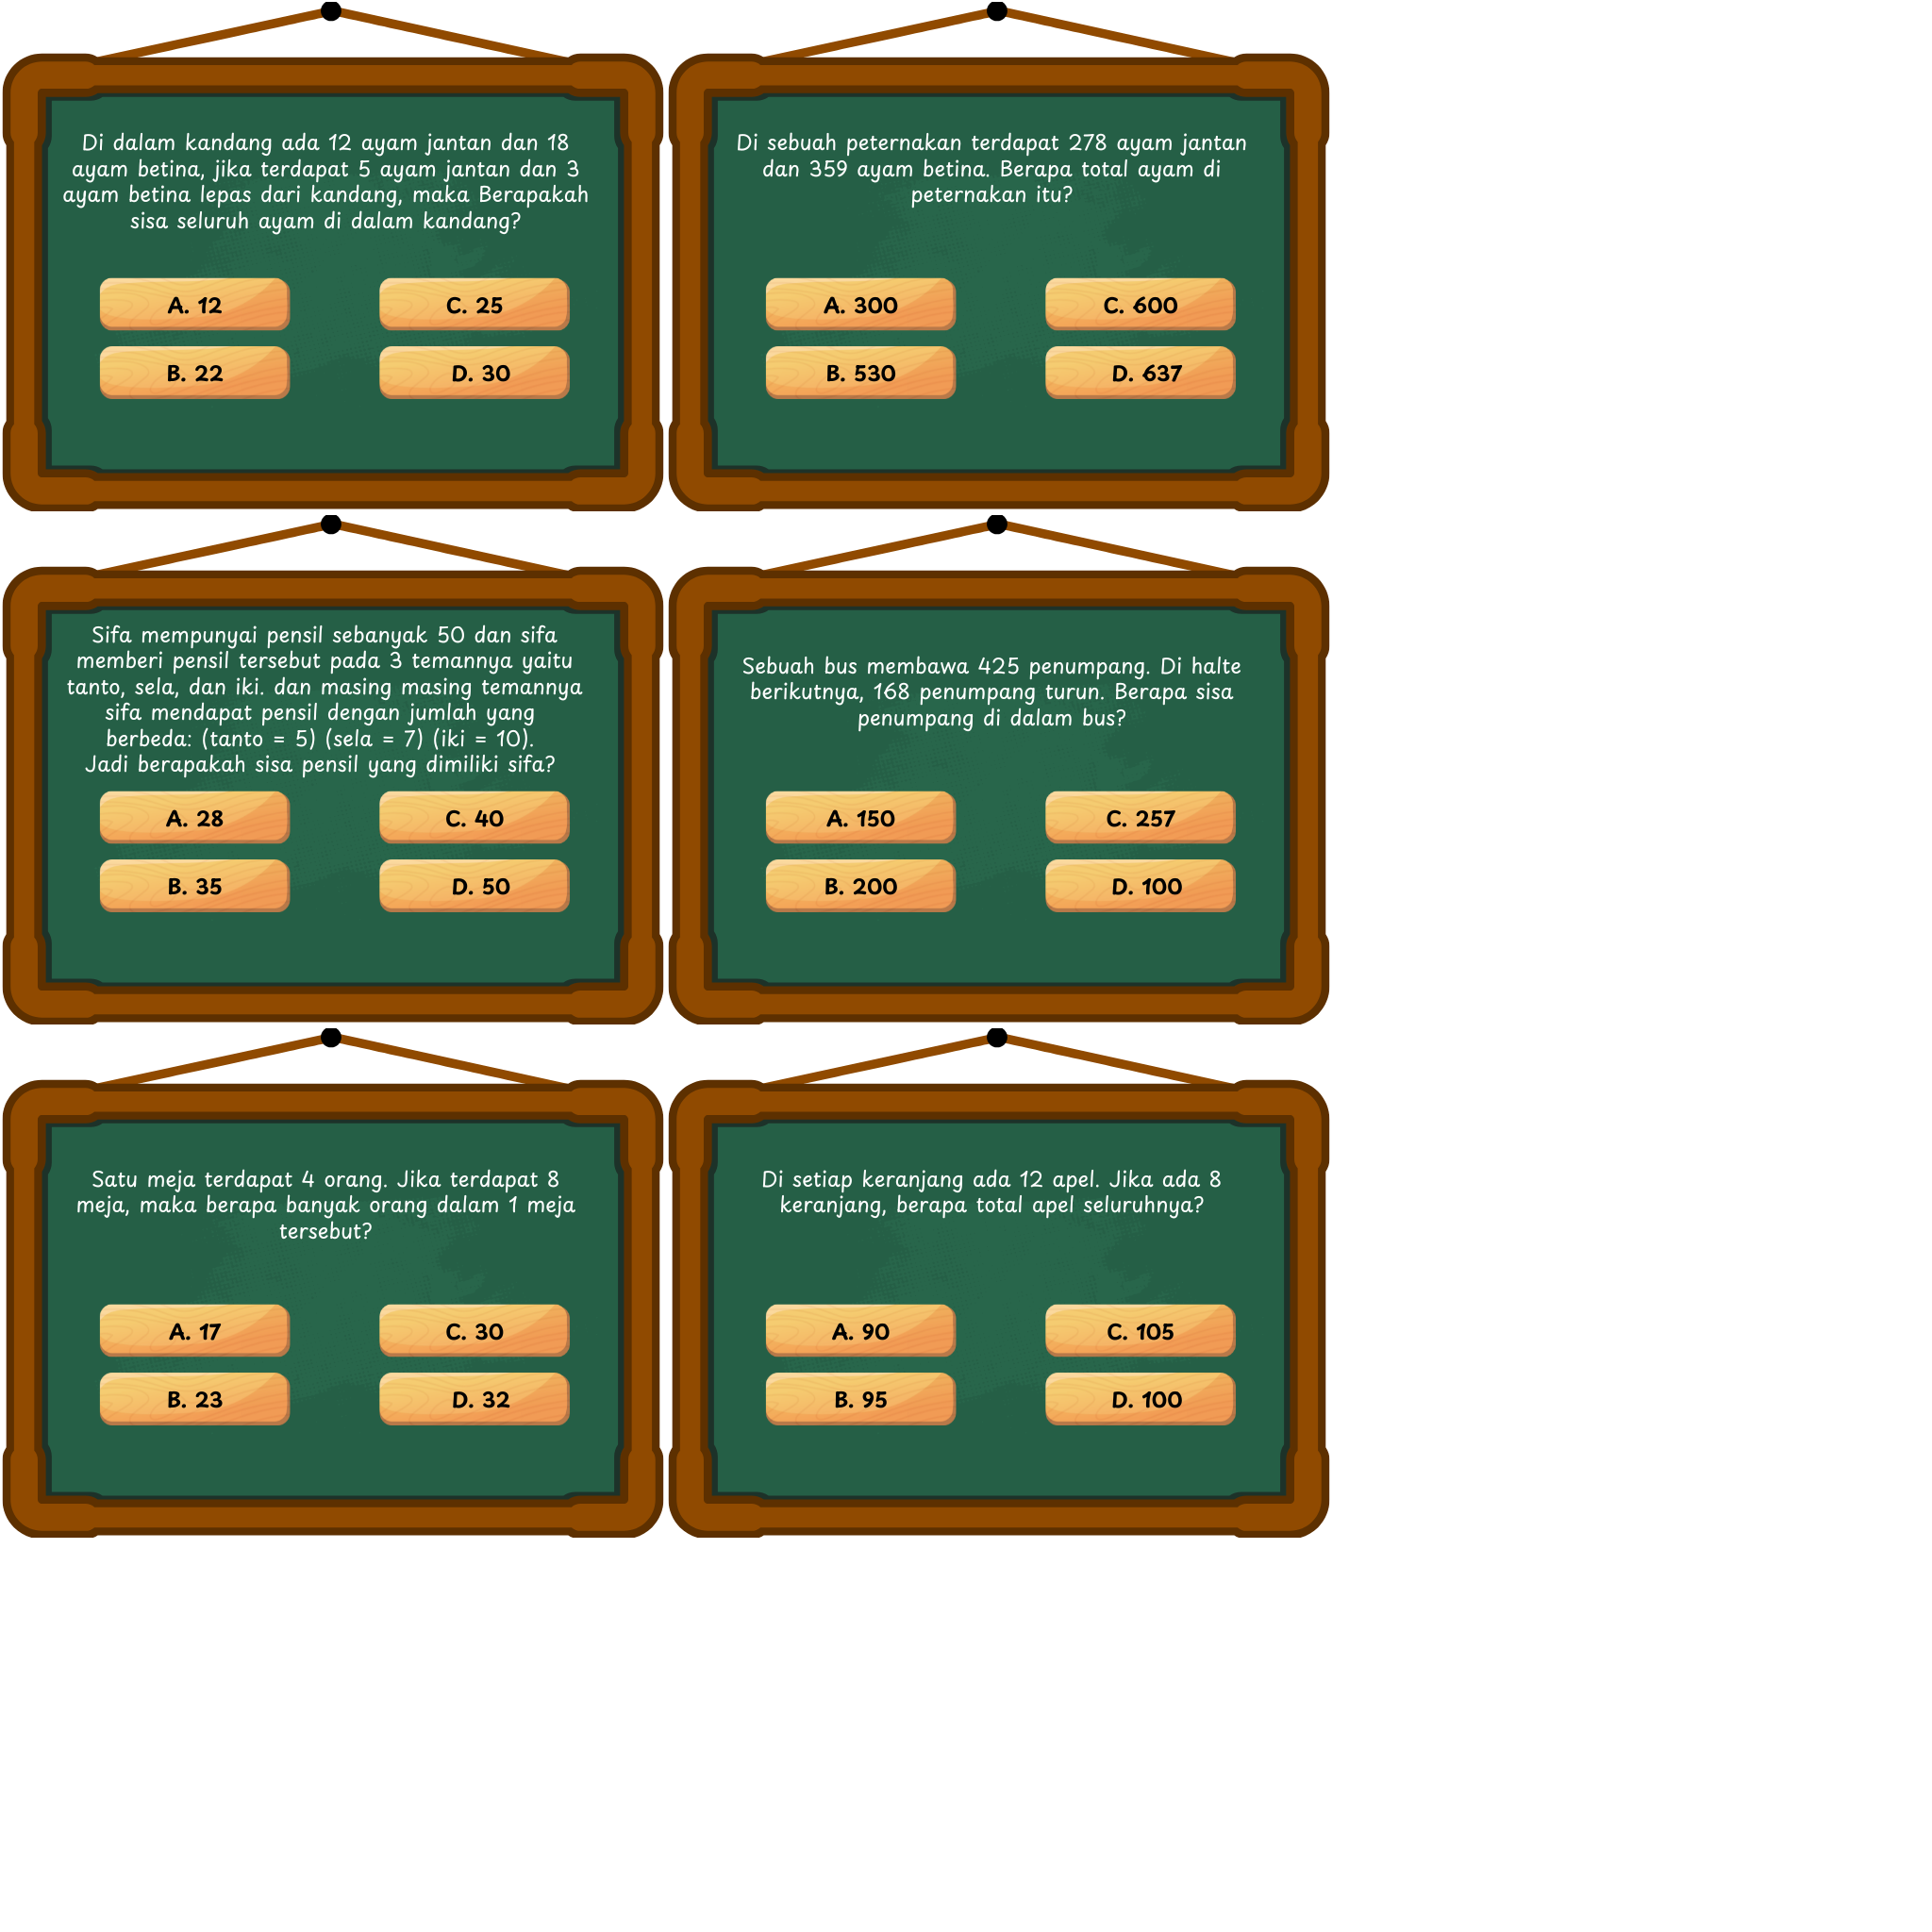 Di dalam kandang ada 12 ayam jantan dan 18
ayam betina, jika terdapat 5 ayam jantan dan 3
ayam betina lepas dari kandang, maka Berapakah
sisa seluruh ayam di dalam kandang?
A. 12
C. 25
B. 22
D. 30
Di sebuah peternakan terdapat 278 ayam jantan
dan 359 ayam betina. Berapa total ayam di
peternakan itu?
A. 300
C. 600
B. 530
D. 637
Sifa mempunyai pensil sebanyak 50 dan sifa
memberi pensil tersebut pada 3 temannya yaitu
tanto, sela, dan iki. dan masing masing temannya
sifa mendapat pensil dengan jumlah yang
berbeda: (tanto = 5) (sela = 7) (iki = 10).
Jadi berapakah sisa pensil yang dimiliki sifa?
A. 28
C. 40
B. 35
D. 50
Sebuah bus membawa 425 penumpang. Di halte
berikutnya, 168 penumpang turun. Berapa sisa
penumpang di dalam bus?
A. 150
C. 257
B. 200
D. 100
Satu meja terdapat 4 orang. Jika terdapat 8
meja, maka berapa banyak orang dalam 1 meja
tersebut?
A. 17
C. 30
B. 23
D. 32
Di setiap keranjang ada 12 apel. Jika ada 8
keranjang, berapa total apel seluruhnya?
A. 90
C. 105
B. 95
D. 100